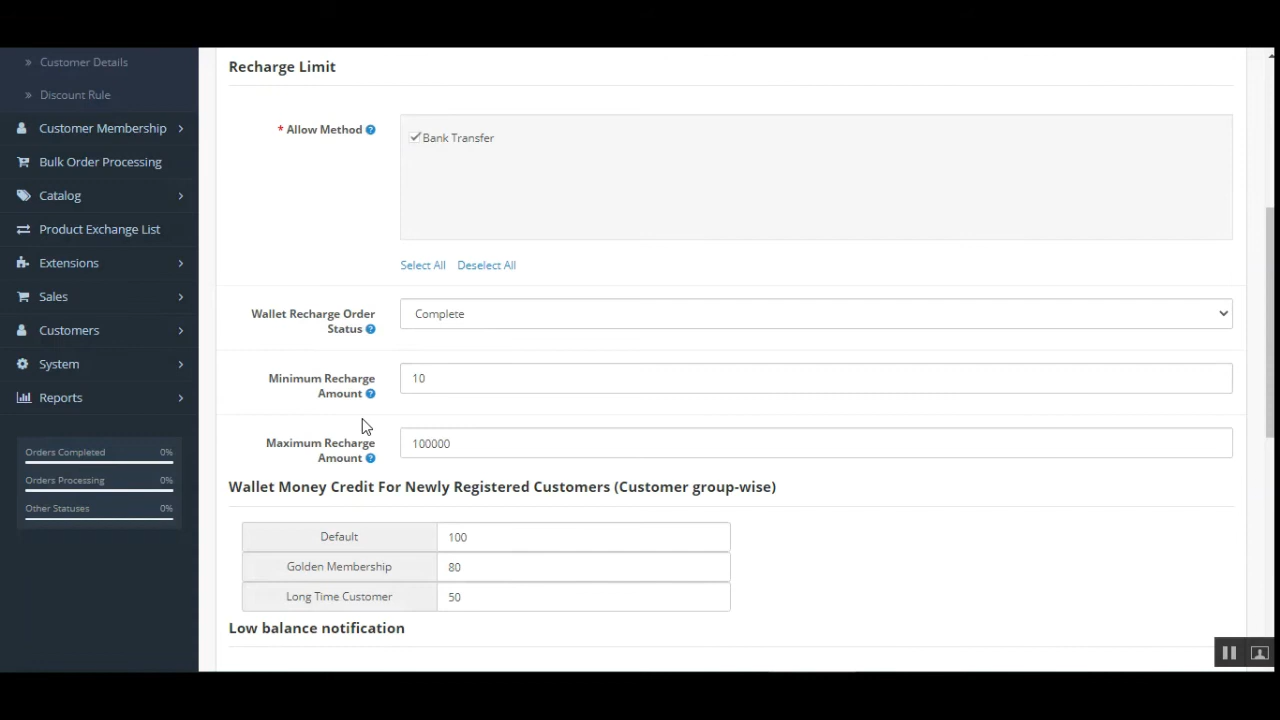 Customer Details
Discount Rule
Customer Membership
Bulk Order Processing
Catalog
Product Exchange List
Extensions
Sales
Customers
System
Reports
Orders Completed 0%
Orders Processing 0%
Other Statuses 0%
Recharge Limit
* Allow Method ?
Bank Transfer
Select All Deselect All
Wallet Recharge Order
Status ?
Complete
Minimum Recharge
Amount ?
10
Maximum Recharge
Amount ?
100000
Wallet Money Credit For Newly Registered Customers (Customer group-wise)
Default 100
Golden Membership 80
Long Time Customer 50
Low balance notification